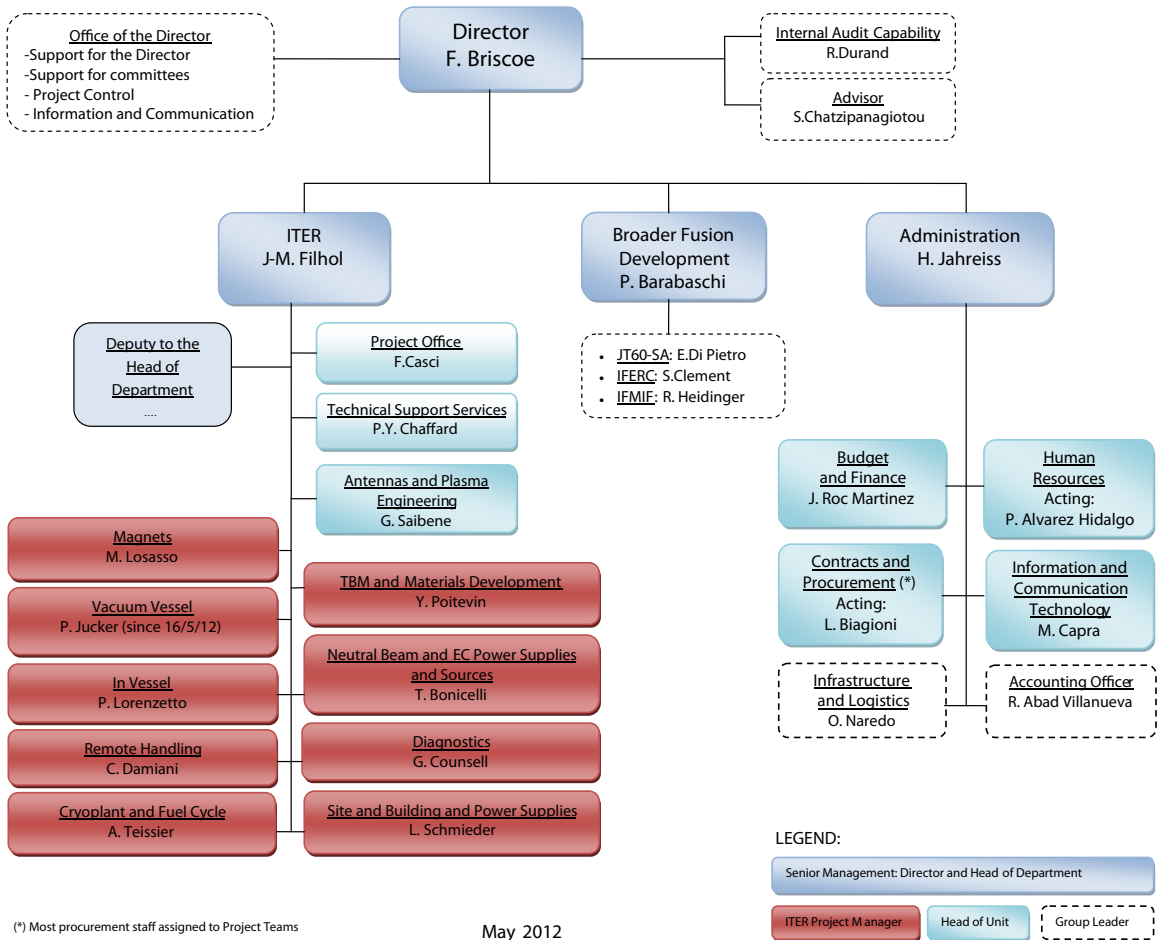 Office of the Director
-Support for the Director
-Support for committees
- Project Control
- Information and Communication
Director
F. Briscoe
Internal Audit Capability
R.Durand
Advisor
S.Chatzipanagiotou
ITER
J-M. Filhol
Broader Fusion
Development
P. Barabaschi
Administration
H. Jahreiss
Deputy to the
Head of
Department
....
Project Office
F.Casci
Technical Support Services
P.Y. Chaffard
Antennas and Plasma
Engineering
G. Saibene
• JT60-SA: E.Di Pietro
• IFERC: S.Clement
• IFMIF: R. Heidinger
Magnets
M. Losasso
Vacuum Vessel
P. Jucker (since 16/5/12)
In Vessel
P. Lorenzetto
Remote Handling
C. Damiani
Cryoplant and Fuel Cycle
A. Teissier
TBM and Materials Development
Y. Poitevin
Neutral Beam and EC Power Supplies
and Sources
T. Bonicelli
Diagnostics
G. Counsell
Site and Building and Power Supplies
L. Schmieder
Budget
and Finance
J. Roc Martinez
Human
Resources
Acting:
P. Alvarez Hidalgo
Contracts and
Procurement (*)
Acting:
L. Biagioni
Information and
Communication
Technology
M. Capra
Infrastructure
and Logistics
O. Naredo
Accounting Officer
R. Abad Villanueva
LEGEND:
Senior Management: Director and Head of Department
ITER Project Manager
Head of Unit
Group Leader
(*) Most procurement staff assigned to Project Teams
May 2012